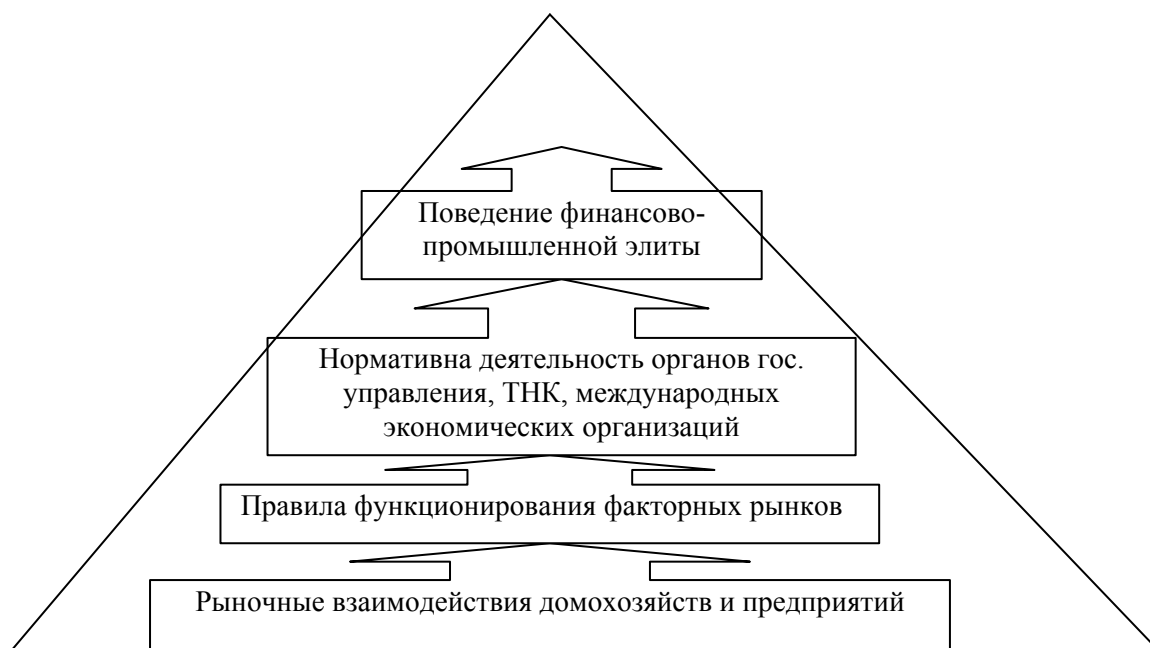 Поведение финансово-
промышленной элиты
Нормативна деятельность органов гос.
управления, ТНК, международных
экономических организаций
Правила функционирования факторных рынков
Рыночные взаимодействия домохозяйств и предприятий